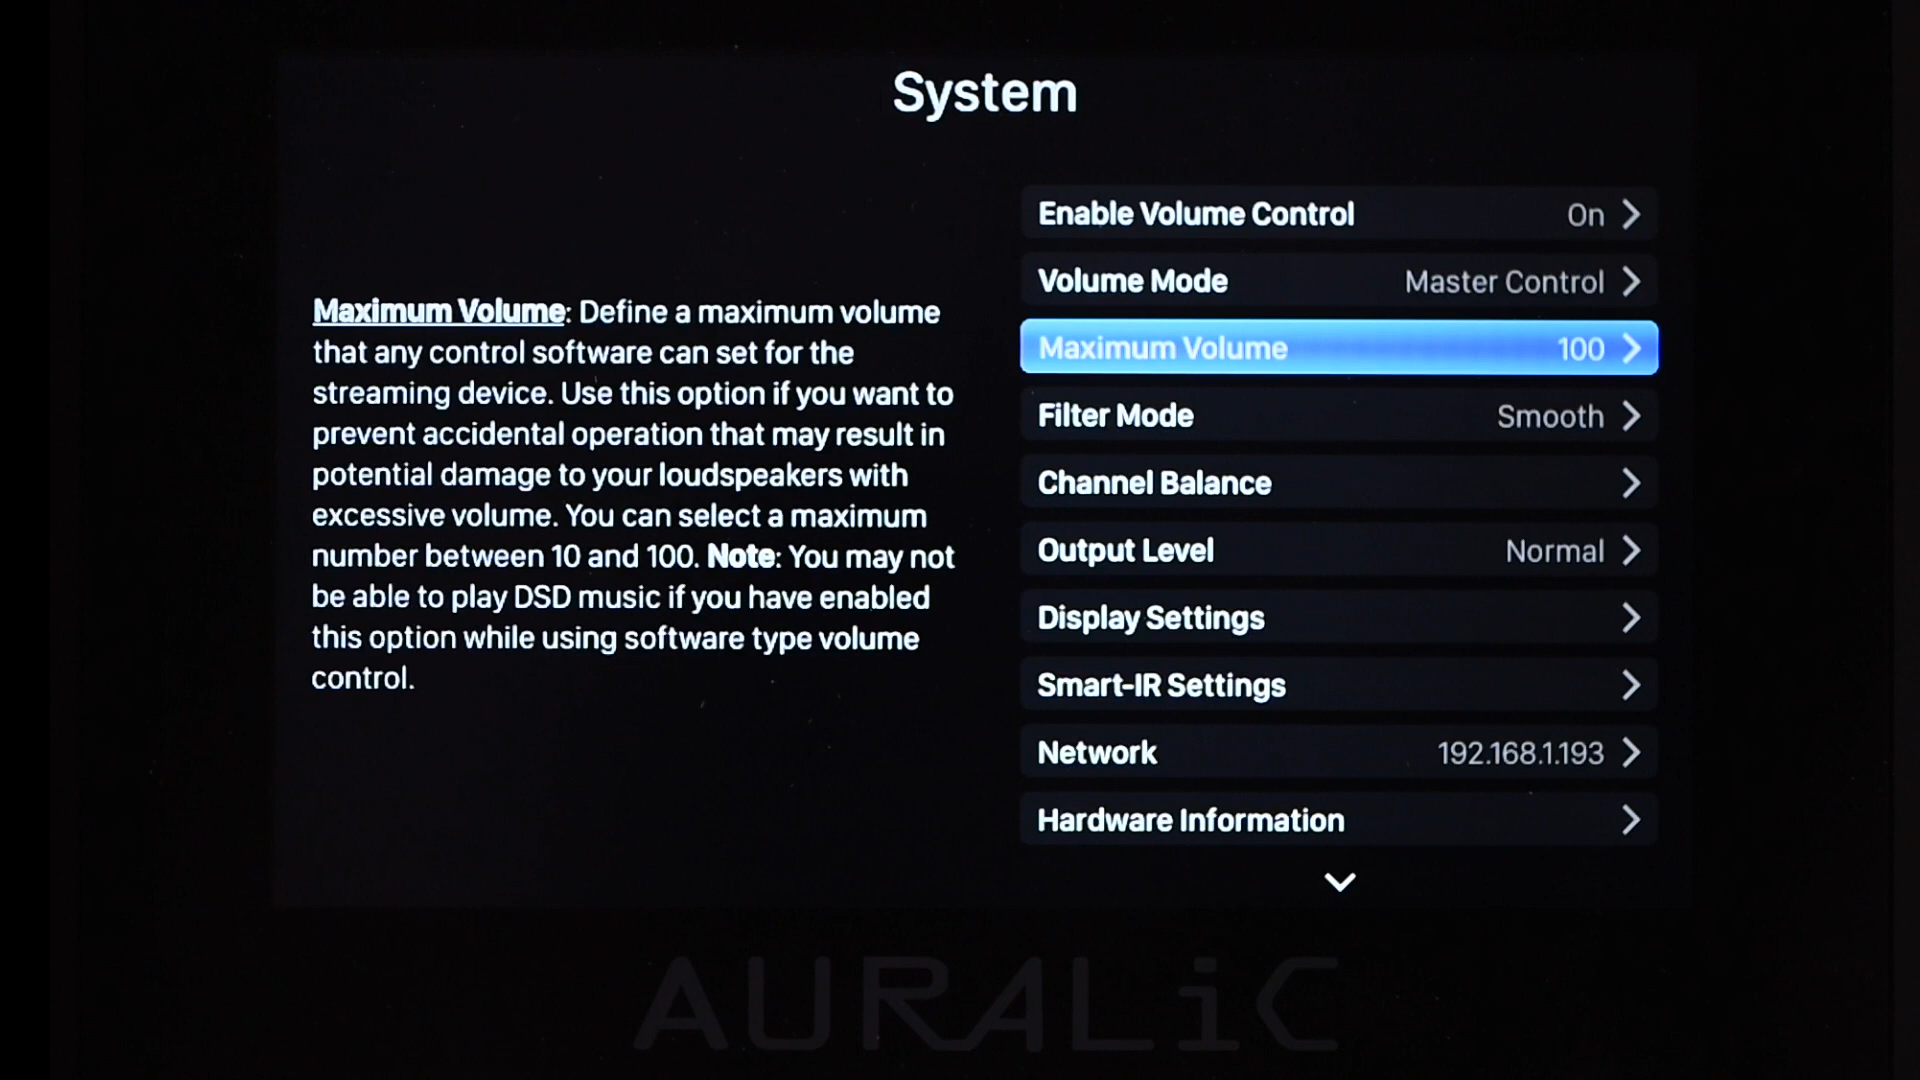 System
Maximum Volume: Define a maximum volume
that any control software can set for the
streaming device. Use this option if you want to
prevent accidental operation that may result in
potential damage to your loudspeakers with
excessive volume. You can select a maximum
number between 10 and 100. Note: You may not
be able to play DSD music if you have enabled
this option while using software type volume
control.
Enable Volume Control On
Volume Mode Master Control
Maximum Volume 100
Filter Mode Smooth
Channel Balance
Output Level Normal
Display Settings
Smart-IR Settings
Network 192.168.1.193
Hardware Information
AURALiC